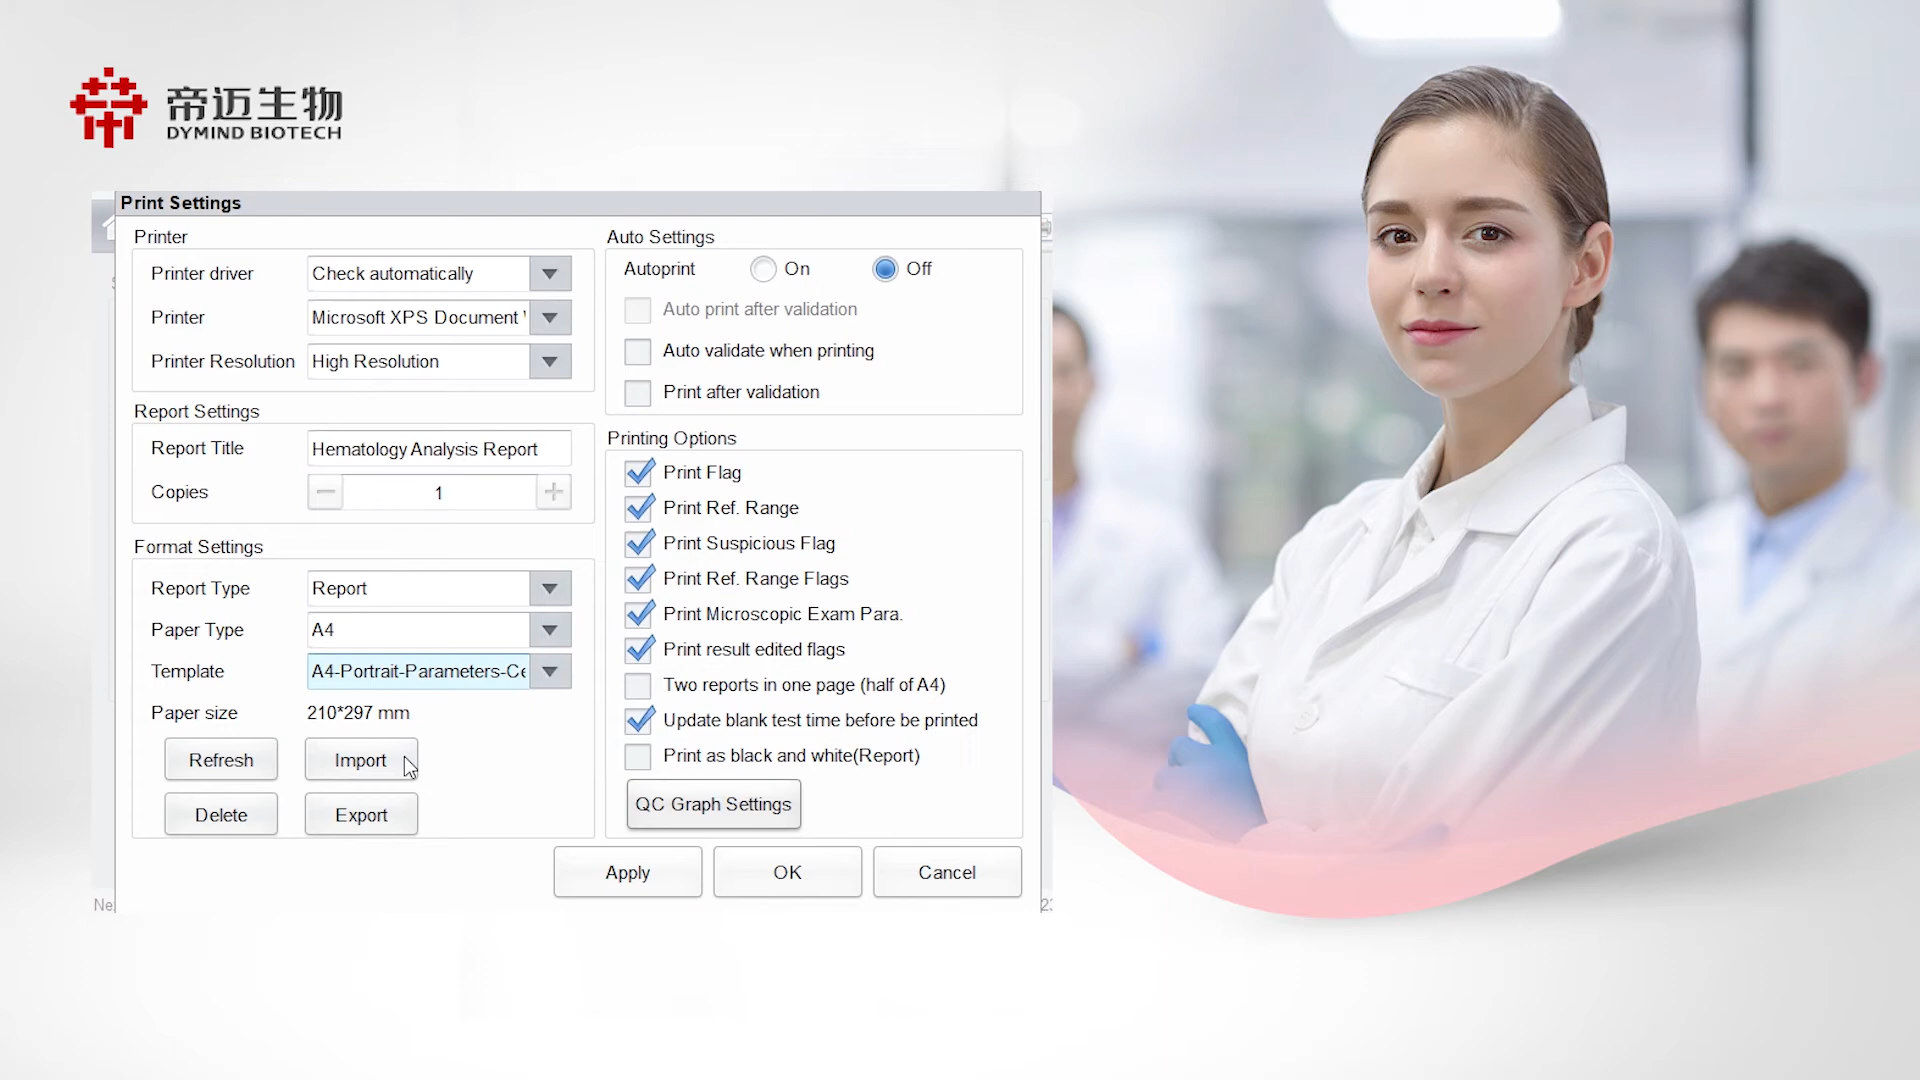 帝迈生物
DYMIND BIOTECH
Print Settings
Printer
Printer driver Check automatically
Printer Microsoft XPS Document
Printer Resolution High Resolution
Report Settings
Report Title Hematology Analysis Report
Copies 1
Format Settings
Report Type Report
Paper Type A4
Template A4-Portrait-Parameters-Ce
Paper size 210*297 mm
Refresh Import
Delete Export
Auto Settings
Autoprint On Off
Auto print after validation
Auto validate when printing
Print after validation
Printing Options
Print Flag
Print Ref. Range
Print Suspicious Flag
Print Ref. Range Flags
Print Microscopic Exam Para.
Print result edited flags
Two reports in one page (half of A4)
Update blank test time before be printed
Print as black and white(Report)
QC Graph Settings
Apply OK Cancel
Ne